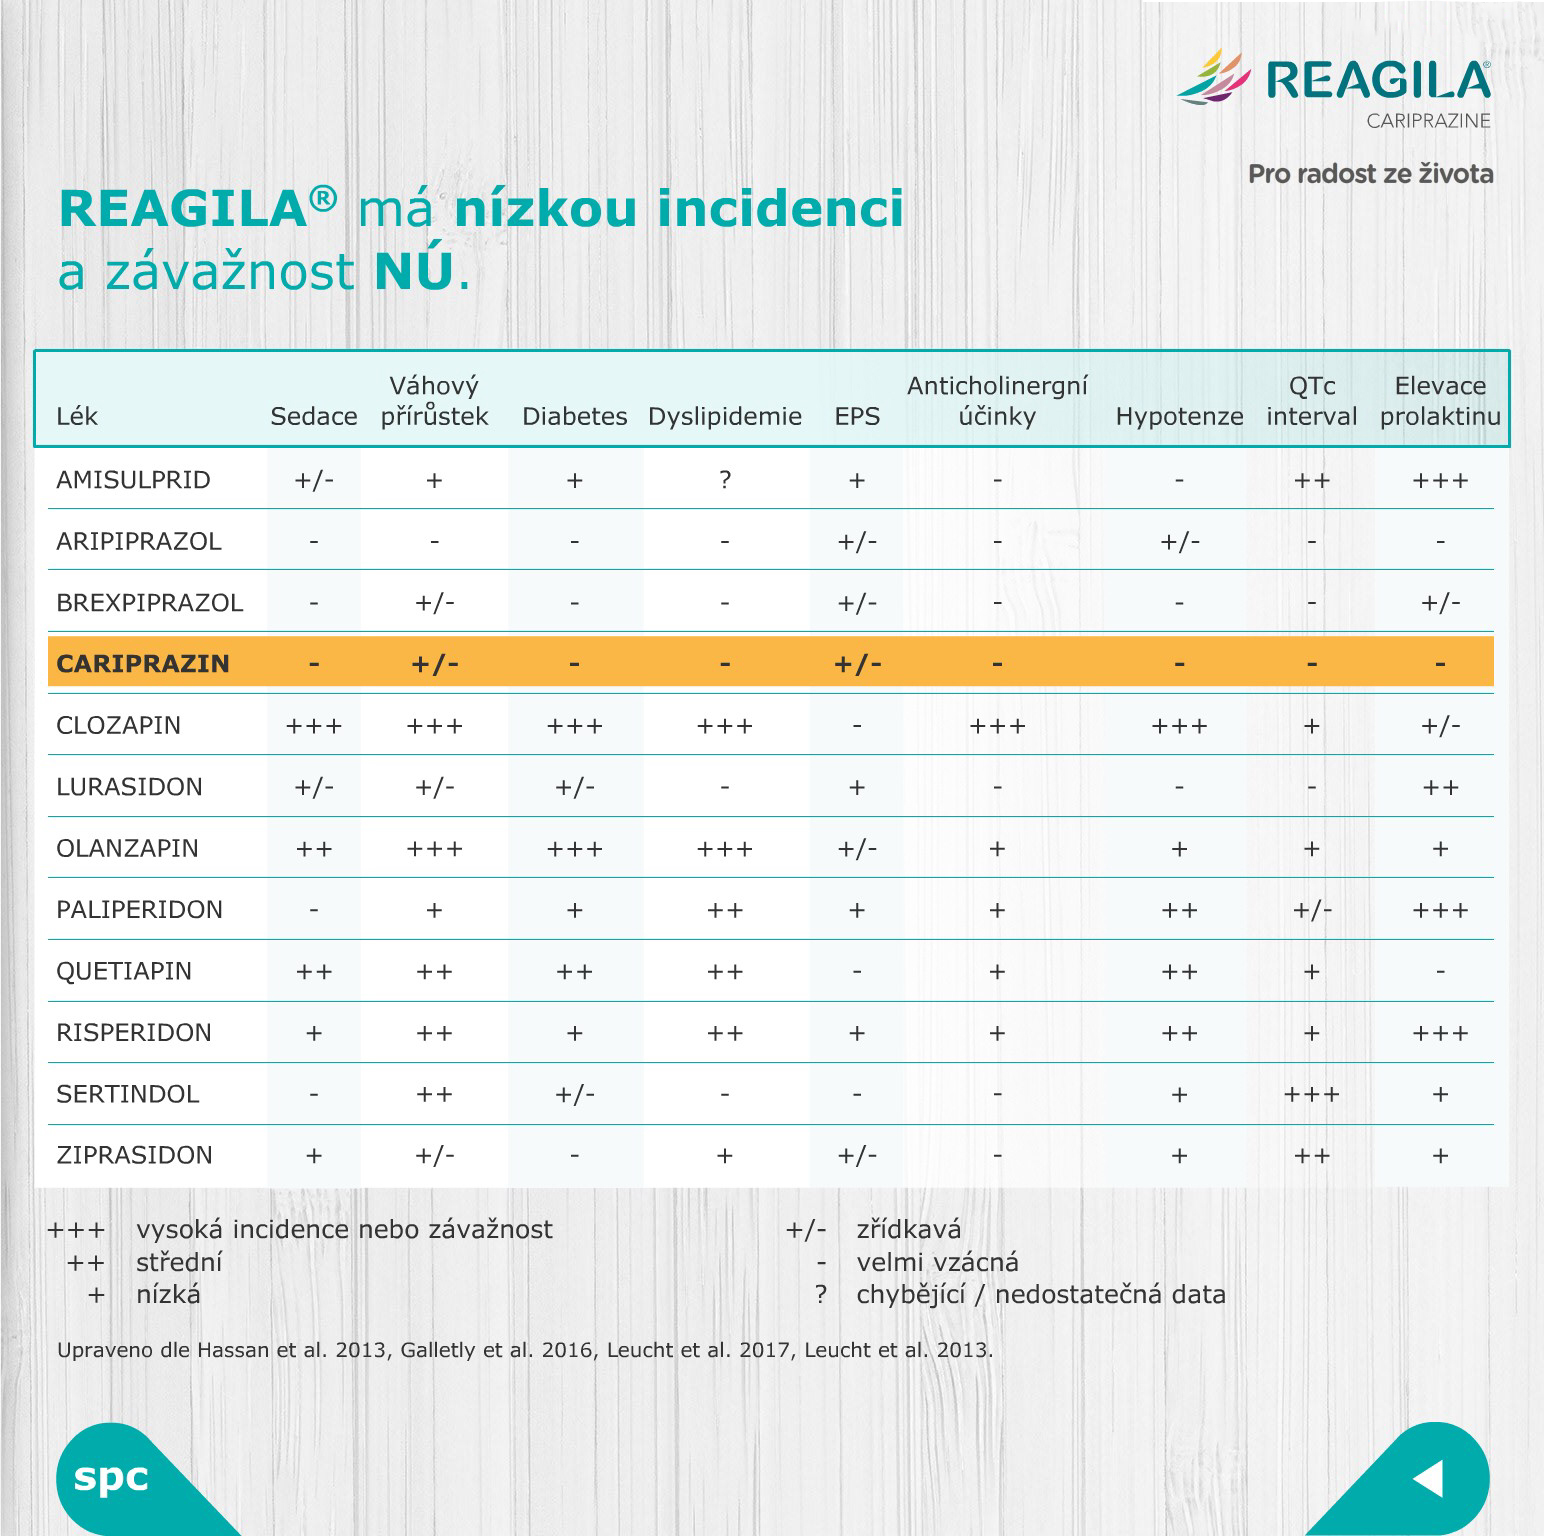 REAGILA®
CARIPRAZINE
Pro radost ze života
REAGILA® má nízkou incidenci
a závažnost NÚ.
Lék Sedace Váhový přírůstek Diabetes Dyslipidemie EPS Anticholinergní účinky Hypotenze QTc interval Elevace prolaktinu
AMISULPRID +/- + + ? + - - ++ +++
ARIPIPRAZOL - - - - +/- - +/- - -
BREXPIPRAZOL - +/- - - +/- - - - +/-
CARIPRAZIN - +/- - - +/- - - - -
CLOZAPIN +++ +++ +++ +++ - +++ +++ + +/-
LURASIDON +/- +/- +/- - + - - - ++
OLANZAPIN ++ +++ +++ +++ +/- + + + +
PALIPERIDON - + + ++ + + ++ +/- +++
QUETIAPIN ++ ++ ++ ++ - + ++ + -
RISPERIDON + ++ + ++ + + ++ + +++
SERTINDOL - ++ +/- - - - + +++ +
ZIPRASIDON + +/- - + +/- - + ++ +
+++ vysoká incidence nebo závažnost
++ střední
+ nízká
+/- zřídkavá
- velmi vzácná
? chybějící / nedostatečná data
Upraveno dle Hassan et al. 2013, Galletly et al. 2016, Leucht et al. 2017, Leucht et al. 2013.
spc